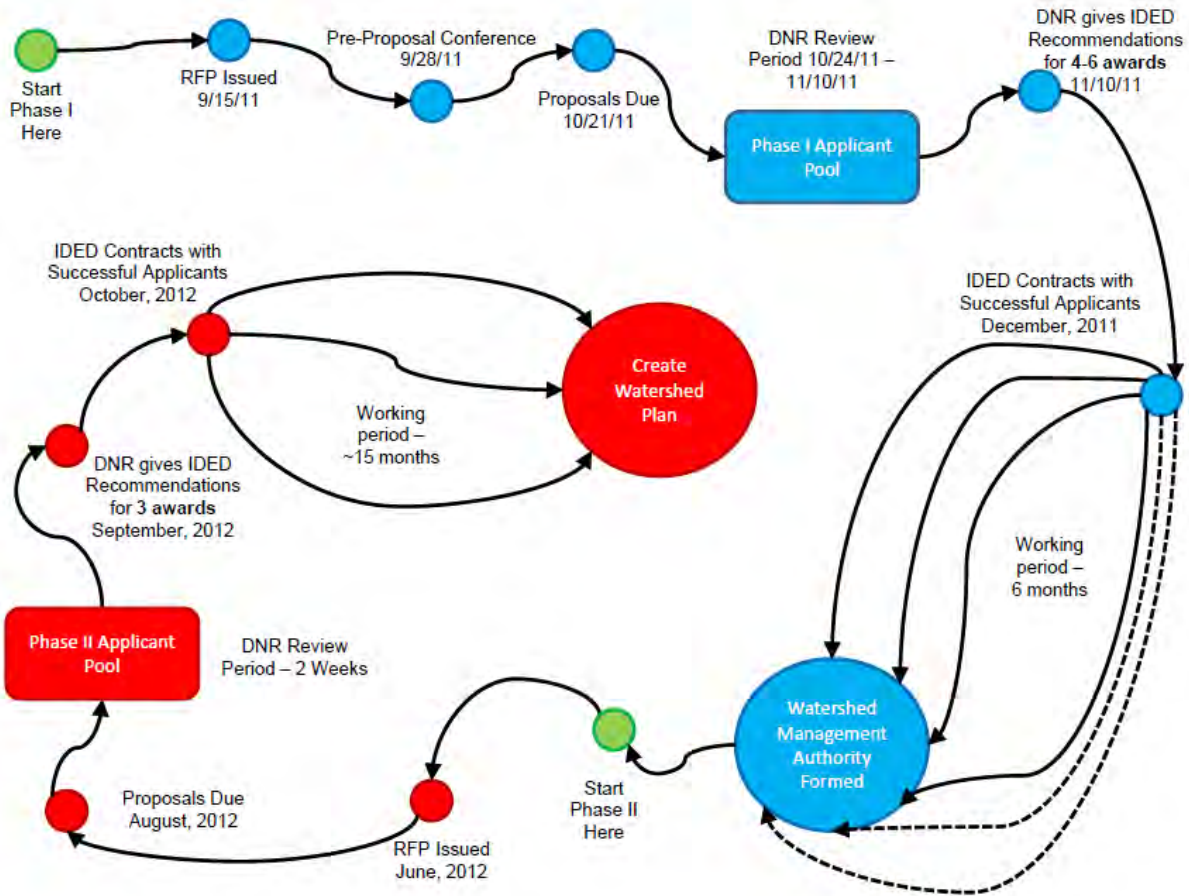 Start
Phase I
Here
RFP Issued
9/15/11
Pre-Proposal Conference
9/28/11
Proposals Due
10/21/11
DNR Review
Period 10/24/11 –
11/10/11
Phase I Applicant
Pool
DNR gives IDED
Recommendations
for 4-6 awards
11/10/11
IDED Contracts with
Successful Applicants
December, 2011
Working
period –
6 months
Watershed
Management
Authority
Formed
Start
Phase II
Here
RFP Issued
June, 2012
Proposals Due
August, 2012
Phase II Applicant
Pool
DNR Review
Period – 2 Weeks
DNR gives IDED
Recommendations
for 3 awards
September, 2012
IDED Contracts with
Successful Applicants
October, 2012
Working
period –
~15 months
Create
Watershed
Plan